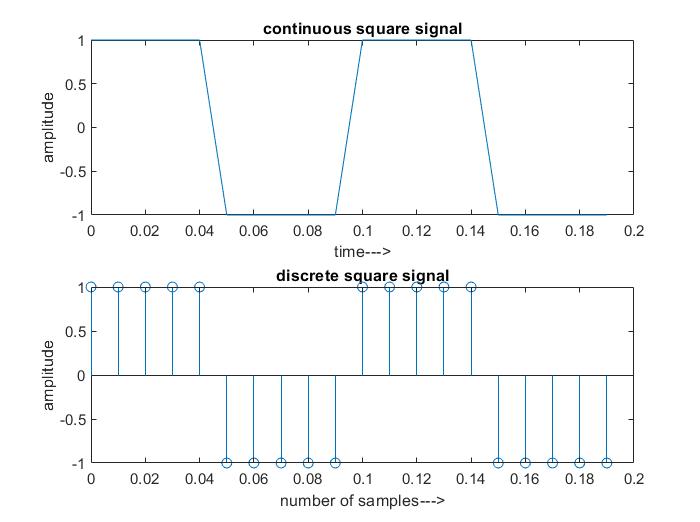 continuous square signal
1
0.5
0
-0.5
-1
amplitude
0 0.02 0.04 0.06 0.08 0.1 0.12 0.14 0.16 0.18 0.2
time--->
discrete square signal
1
0.5
0
-0.5
-1
amplitude
0 0.02 0.04 0.06 0.08 0.1 0.12 0.14 0.16 0.18 0.2
number of samples--->